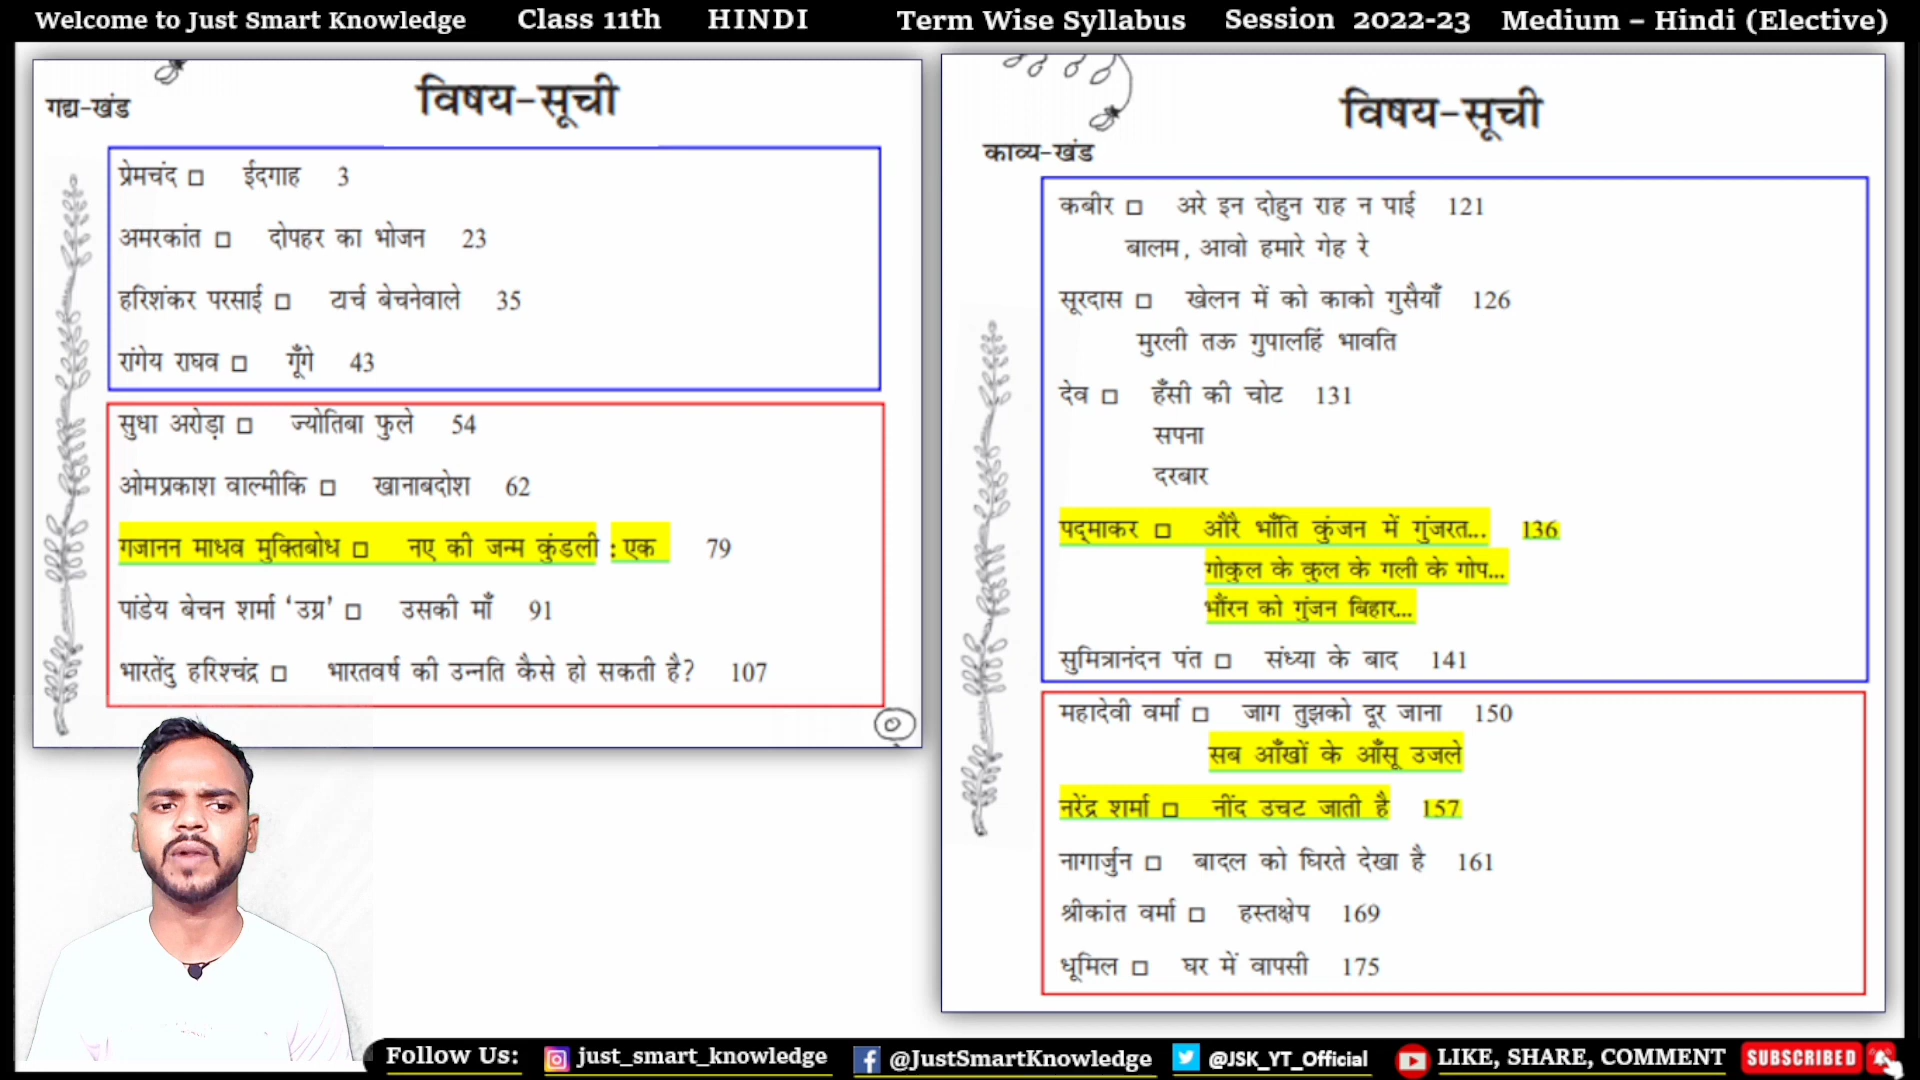 Welcome to Just Smart Knowledge Class 11th HINDI Term Wise Syllabus Session 2022-23 Medium – Hindi (Elective)
गद्य-खंड
विषय-सूची
प्रेमचंद □ ईदगाह 3
अमरकांत □ दोपहर का भोजन 23
हरिशंकर परसाई □ टार्च बेचनेवाले 35
रांगेय राघव □ गूँगे 43
सुधा अरोड़ा □ ज्योतिबा फुले 54
ओमप्रकाश वाल्मीकि □ खानाबदोश 62
गजानन माधव मुक्तिबोध □ नए की जन्म कुंडली : एक 79
पांडेय बेचन शर्मा ‘उग्र’ □ उसकी माँ 91
भारतेंदु हरिश्चंद्र □ भारतवर्ष की उन्नति कैसे हो सकती है? 107
विषय-सूची
काव्य-खंड
कबीर □ अरे इन दोहुन राह न पाई 121
बालम, आवो हमारे गेह रे
सूरदास □ खेलन में को काको गुसैयाँ 126
मुरली तऊ गुपालहिं भावति
देव □ हँसी की चोट 131
सपना
दरबार
पद्माकर □ औरै भाँति कुंजन में गुंजरत... 136
गोकुल के कुल के गली के गोप...
भौंरन को गुंजन बिहार...
सुमित्रानंदन पंत □ संध्या के बाद 141
महादेवी वर्मा □ जाग तुझको दूर जाना 150
सब आँखों के आँसू उजले
नरेंद्र शर्मा □ नींद उचट जाती है 157
नागार्जुन □ बादल को घिरते देखा है 161
श्रीकांत वर्मा □ हस्तक्षेप 169
धूमिल □ घर में वापसी 175
Follow Us: just_smart_knowledge @JustSmartKnowledge @JSK_YT_Official LIKE, SHARE, COMMENT SUBSCRIBED